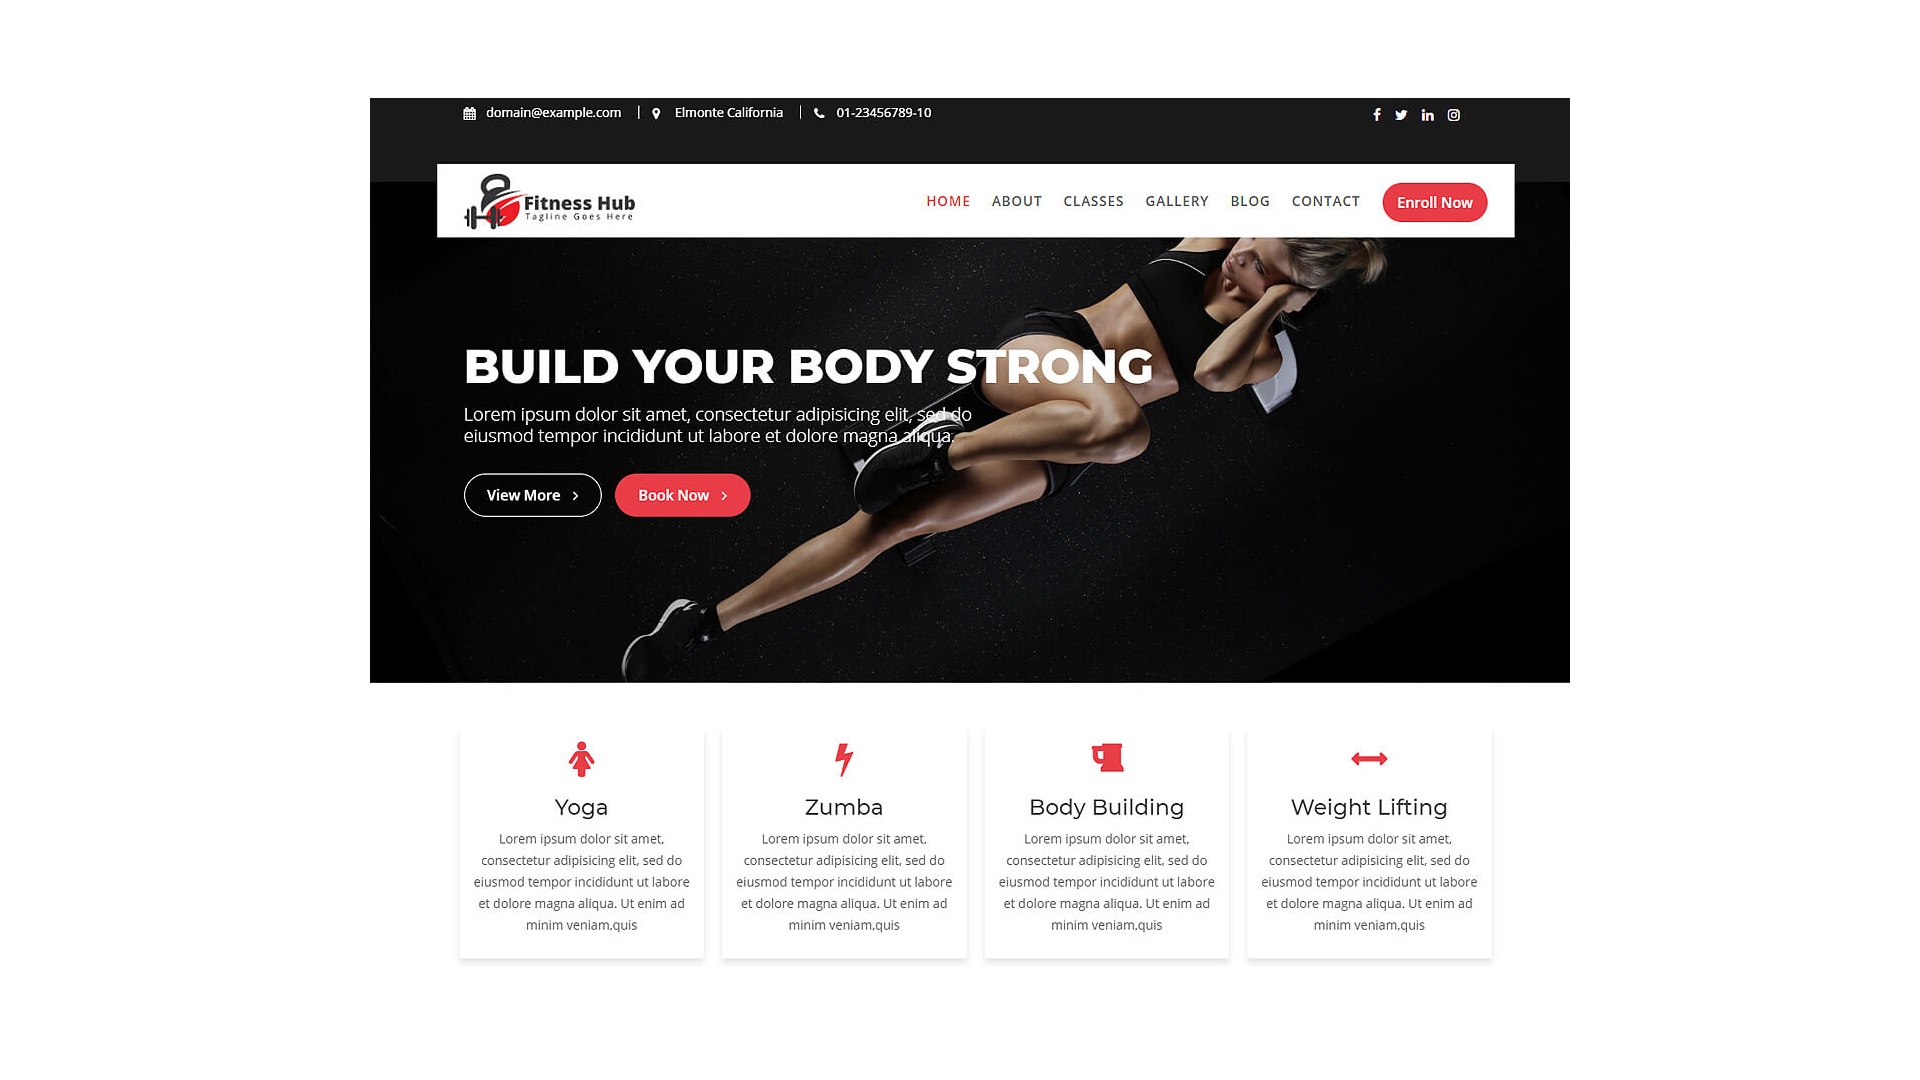 domain@example.com | Elmonte California | 01-23456789-10
Fitness Hub
Tagline Goes Here
HOME ABOUT CLASSES GALLERY BLOG CONTACT Enroll Now
BUILD YOUR BODY STRONG
Lorem ipsum dolor sit amet, consectetur adipisicing elit, sed do
eiusmod tempor incididunt ut labore et dolore magna aliqua.
View More > Book Now >
Yoga
Lorem ipsum dolor sit amet,
consectetur adipisicing elit, sed do
eiusmod tempor incididunt ut labore
et dolore magna aliqua. Ut enim ad
minim veniam,quis
Zumba
Lorem ipsum dolor sit amet,
consectetur adipisicing elit, sed do
eiusmod tempor incididunt ut labore
et dolore magna aliqua. Ut enim ad
minim veniam,quis
Body Building
Lorem ipsum dolor sit amet,
consectetur adipisicing elit, sed do
eiusmod tempor incididunt ut labore
et dolore magna aliqua. Ut enim ad
minim veniam,quis
Weight Lifting
Lorem ipsum dolor sit amet,
consectetur adipisicing elit, sed do
eiusmod tempor incididunt ut labore
et dolore magna aliqua. Ut enim ad
minim veniam,quis